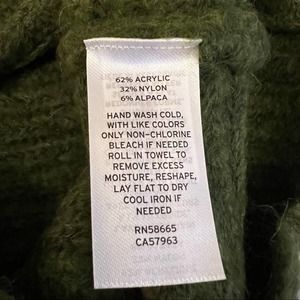 62% ACRYLIC
32% NYLON
6% ALPACA
HAND WASH COLD,
WITH LIKE COLORS
ONLY NON-CHLORINE
BLEACH IF NEEDED
ROLL IN TOWEL TO
REMOVE EXCESS
MOISTURE, RESHAPE,
LAY FLAT TO DRY
COOL IRON IF
NEEDED
RN58665
CA57963